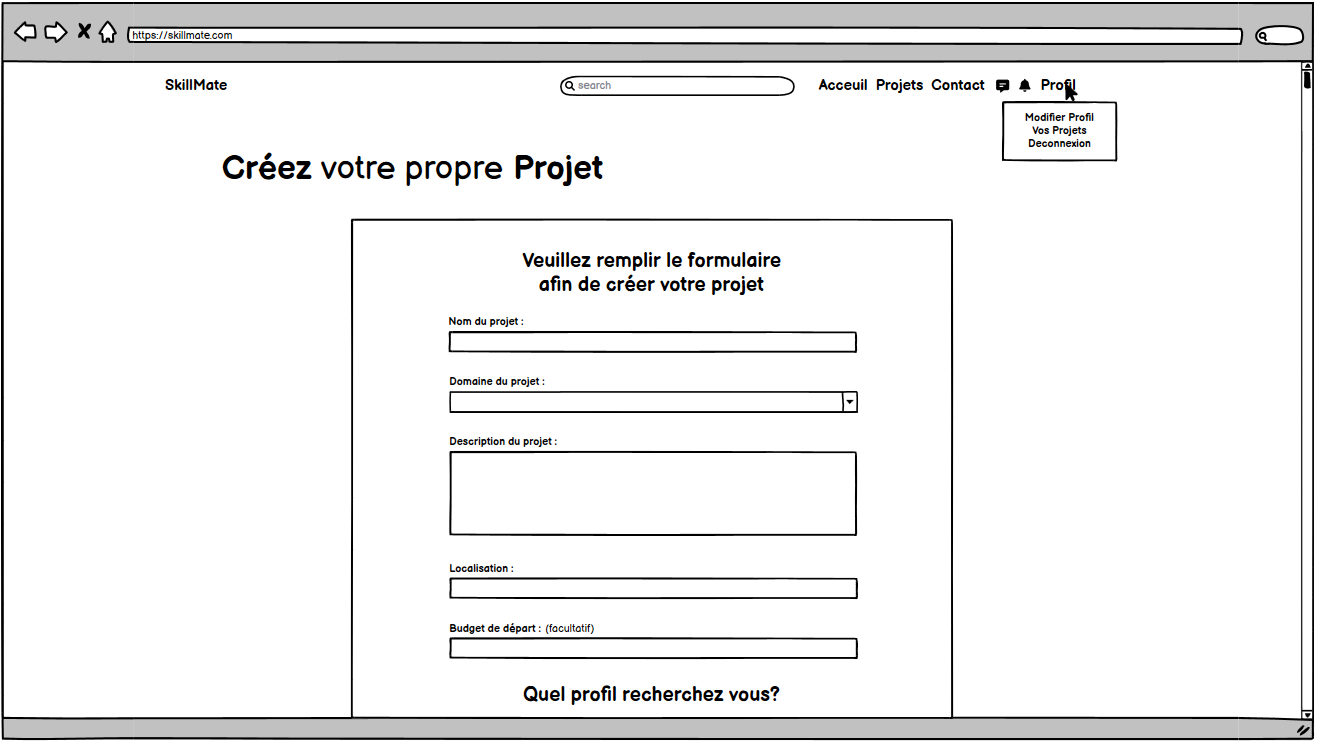 https://skillmate.com
SkillMate
search
Acceuil Projets Contact Profil
Modifier Profil
Vos Projets
Deconnexion
Créez votre propre Projet
Veuillez remplir le formulaire
afin de créer votre projet
Nom du projet :
Domaine du projet :
Description du projet :
Localisation :
Budget de départ : (facultatif)
Quel profil recherchez vous?